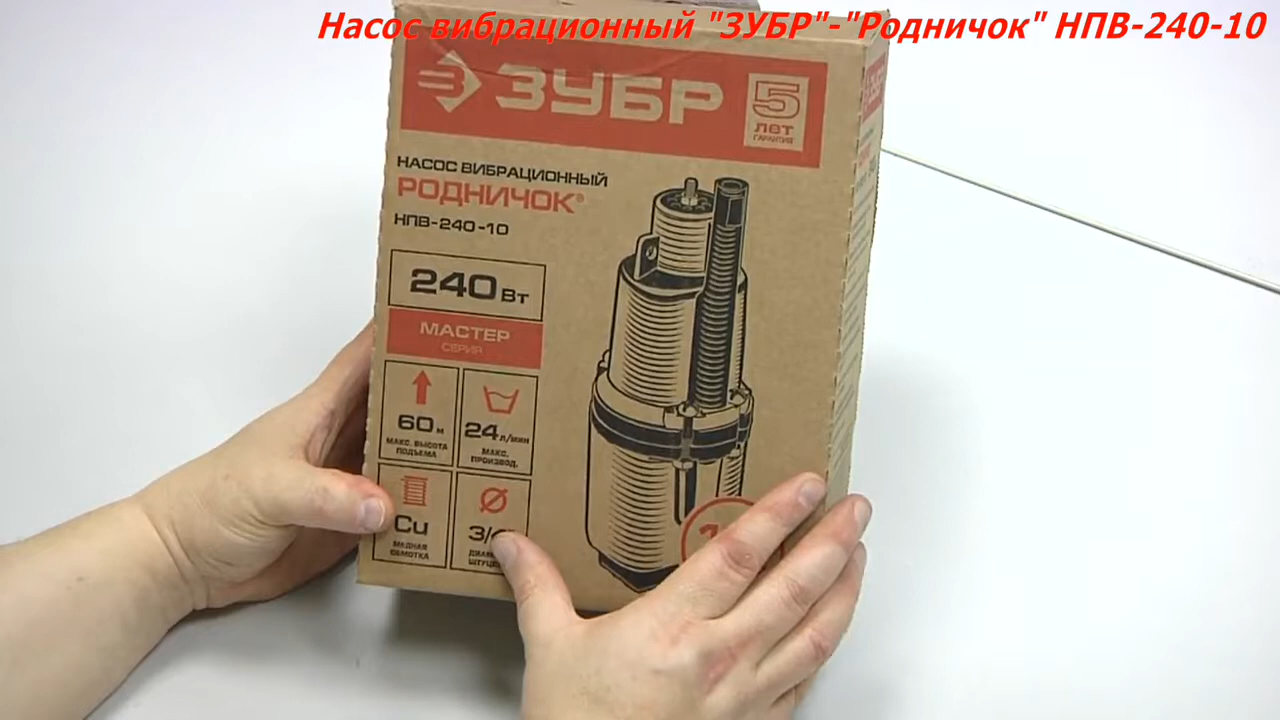 Насос вибрационный "ЗУБР"-"Родничок" НПВ-240-10
ЗУБР
5
лет
ГАРАНТИЯ
НАСОС ВИБРАЦИОННЫЙ
РОДНИЧОК®
НПВ-240-10
240 Вт
МАСТЕР
СЕРИЯ
60 м
МАКС. ВЫСОТА
ПОДЪЕМА
24 л/мин
МАКС.
ПРОИЗВОД.
Cu
МЕДНАЯ
ОБМОТКА